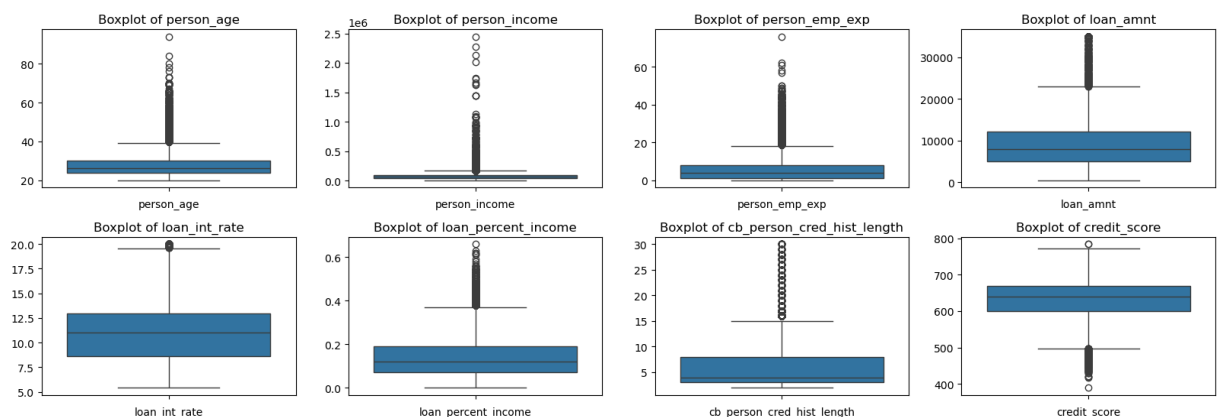 Boxplot of person_age
80
60
40
20
person_age
Boxplot of person_income
1e6
2.5
2.0
1.5
1.0
0.5
0.0
person_income
Boxplot of person_emp_exp
60
40
20
0
person_emp_exp
Boxplot of loan_amnt
30000
20000
10000
0
loan_amnt
Boxplot of loan_int_rate
20.0
17.5
15.0
12.5
10.0
7.5
5.0
loan_int_rate
Boxplot of loan_percent_income
0.6
0.4
0.2
0.0
loan_percent_income
Boxplot of cb_person_cred_hist_length
30
25
20
15
10
5
cb_person_cred_hist_length
Boxplot of credit_score
800
700
600
500
400
credit_score